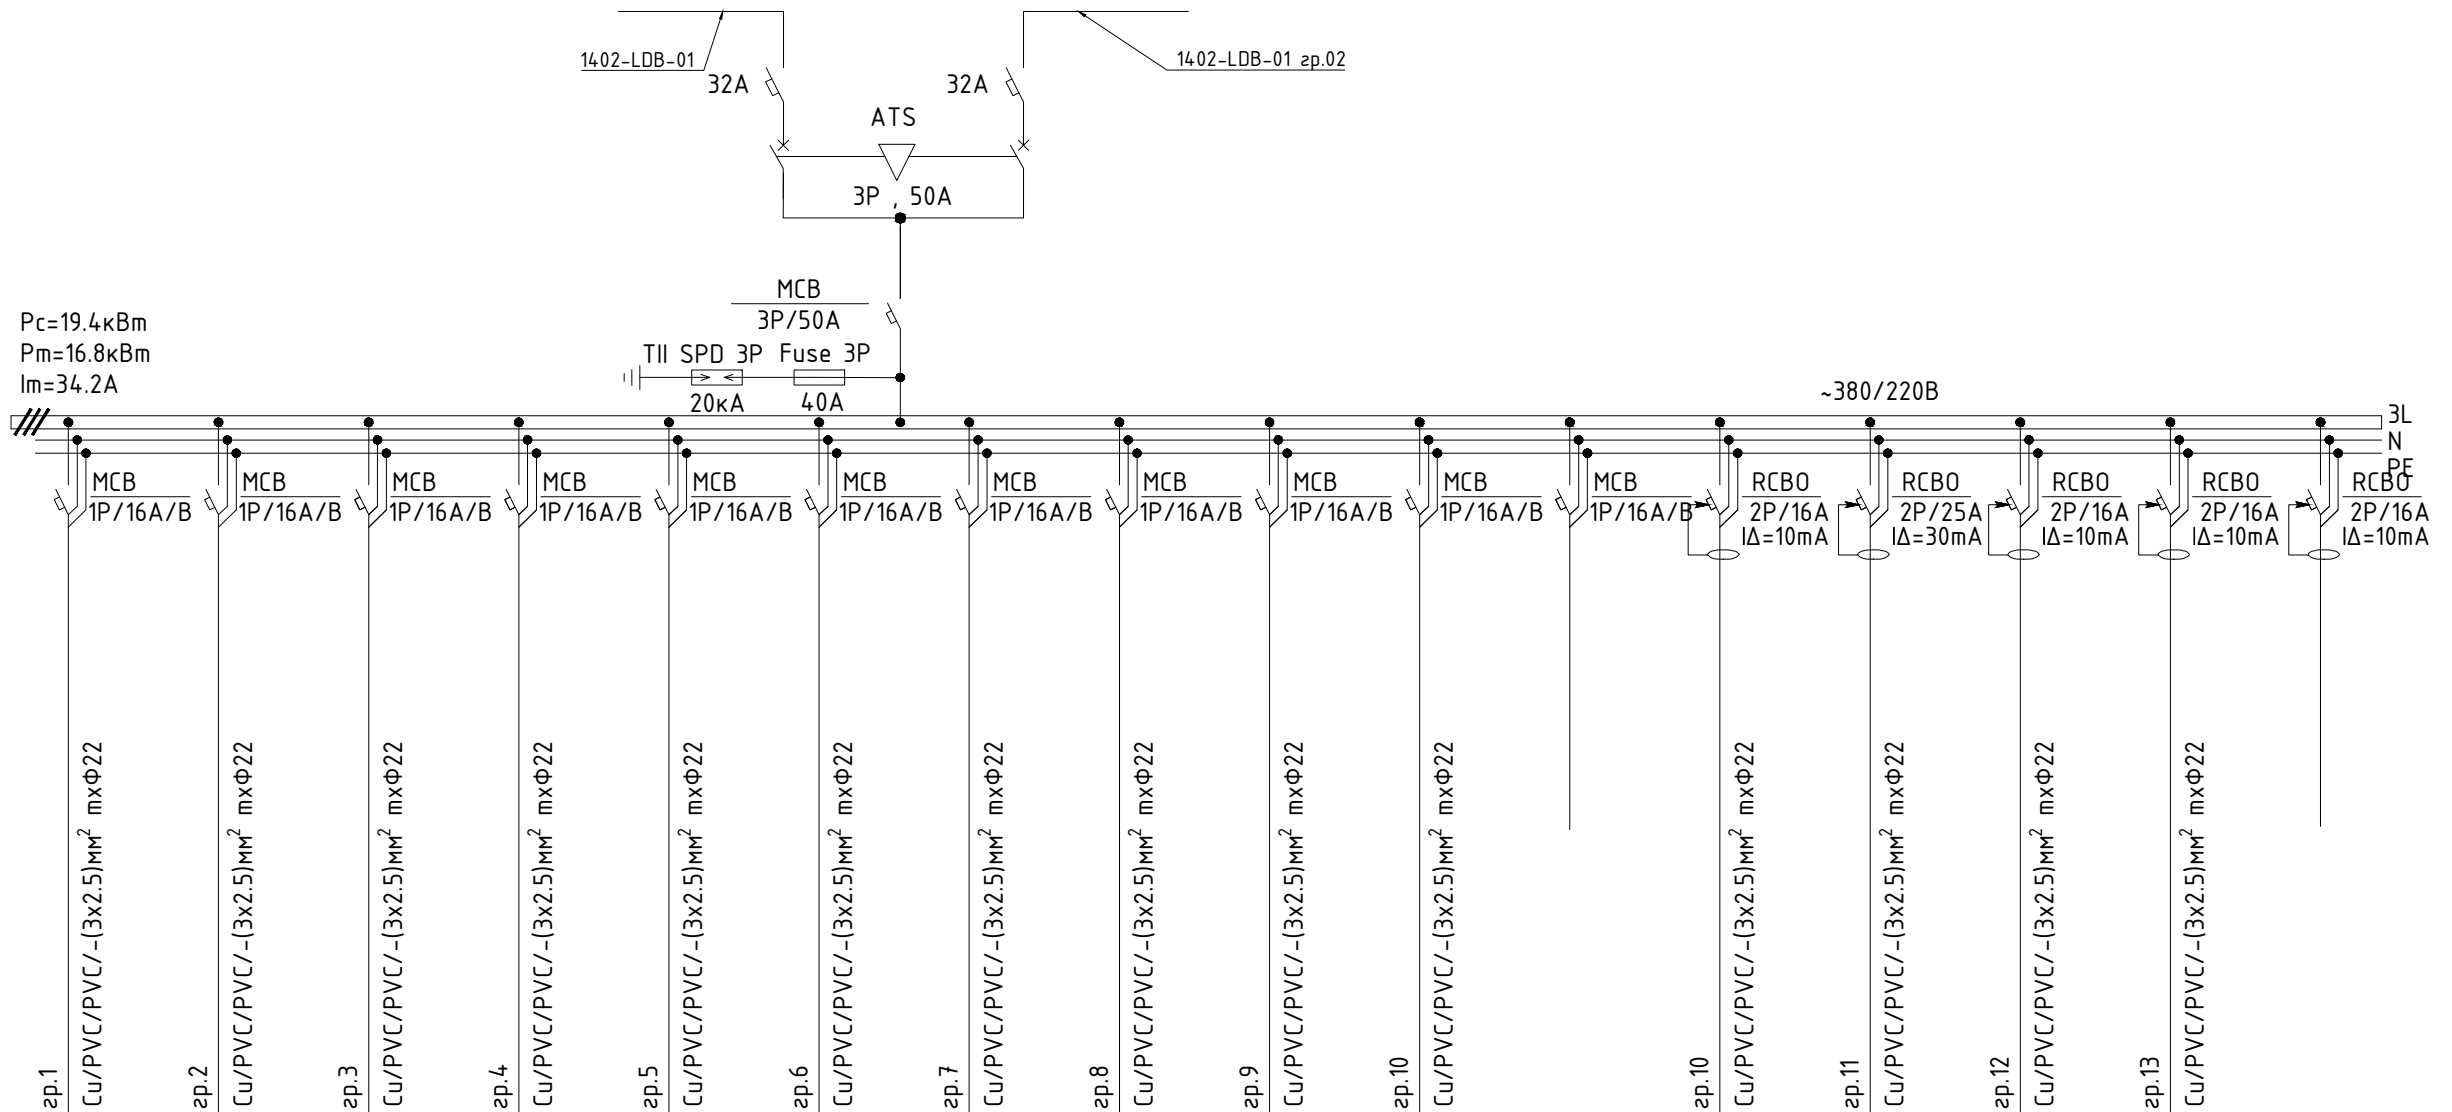 1402-LDB-01
1402-LDB-01 гр.02
32A
32A
ATS
3P , 50A
MCB
3P/50A
Pc=19.4кВт
Pm=16.8кВт
Im=34.2A
TII SPD 3P
Fuse 3P
20кА
40A
~380/220В
3L
N
PE
MCB
1P/16A/B
MCB
1P/16A/B
MCB
1P/16A/B
MCB
1P/16A/B
MCB
1P/16A/B
MCB
1P/16A/B
MCB
1P/16A/B
MCB
1P/16A/B
MCB
1P/16A/B
MCB
1P/16A/B
MCB
1P/16A/B
RCBO
2P/16A
IΔ=10mA
RCBO
2P/25A
IΔ=30mA
RCBO
2P/16A
IΔ=10mA
RCBO
2P/16A
IΔ=10mA
RCBO
2P/16A
IΔ=10mA
гр.1
Cu/PVC/PVC/-(3x2.5)мм² тхФ22
гр.2
Cu/PVC/PVC/-(3x2.5)мм² тхФ22
гр.3
Cu/PVC/PVC/-(3x2.5)мм² тхФ22
гр.4
Cu/PVC/PVC/-(3x2.5)мм² тхФ22
гр.5
Cu/PVC/PVC/-(3x2.5)мм² тхФ22
гр.6
Cu/PVC/PVC/-(3x2.5)мм² тхФ22
гр.7
Cu/PVC/PVC/-(3x2.5)мм² тхФ22
гр.8
Cu/PVC/PVC/-(3x2.5)мм² тхФ22
гр.9
Cu/PVC/PVC/-(3x2.5)мм² тхФ22
гр.10
Cu/PVC/PVC/-(3x2.5)мм² тхФ22
гр.10
Cu/PVC/PVC/-(3x2.5)мм² тхФ22
гр.11
Cu/PVC/PVC/-(3x2.5)мм² тхФ22
гр.12
Cu/PVC/PVC/-(3x2.5)мм² тхФ22
гр.13
Cu/PVC/PVC/-(3x2.5)мм² тхФ22